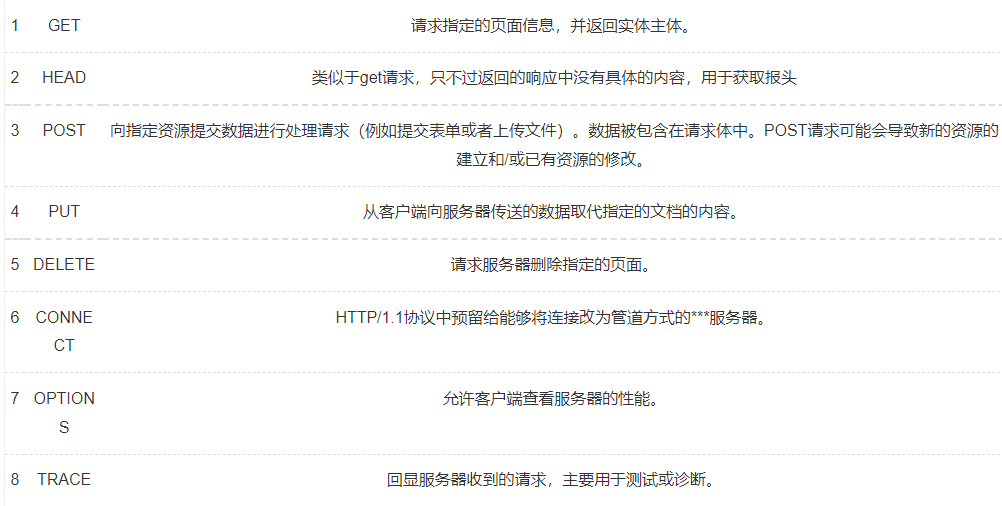 1 GET 请求指定的页面信息，并返回实体主体。
2 HEAD 类似于get请求，只不过返回的响应中没有具体的内容，用于获取报头
3 POST 向指定资源提交数据进行处理请求（例如提交表单或者上传文件）。数据被包含在请求体中。POST请求可能会导致新的资源的
建立和/或已有资源的修改。
4 PUT 从客户端向服务器传送的数据取代指定的文档的内容。
5 DELETE 请求服务器删除指定的页面。
6 CONNE HTTP/1.1协议中预留给能够将连接改为管道方式的***服务器。
CT
7 OPTION 允许客户端查看服务器的性能。
S
8 TRACE 回显服务器收到的请求，主要用于测试或诊断。